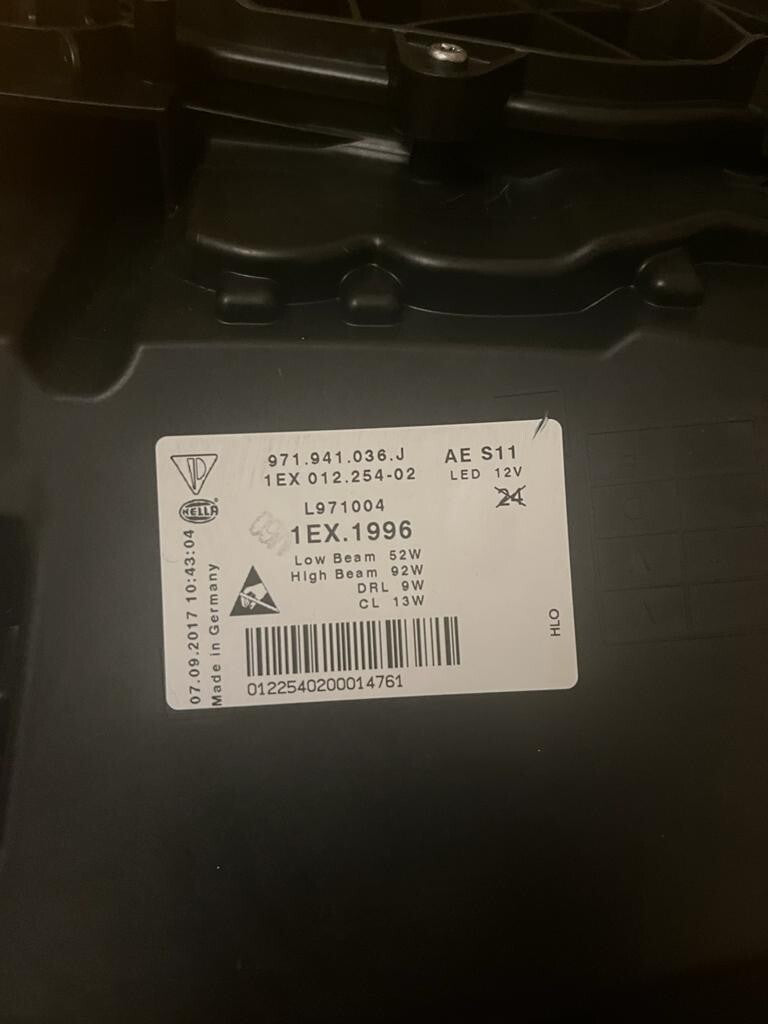 971.941.036.J
AE S11
1EX 012.254-02
LED 12V
HELLA
24
L971004
1EX.1996
Low Beam 52W
High Beam 92W
DRL 9W
CL 13W
07.09.2017 10:43:04
Made in Germany
HLO
0122540200014761